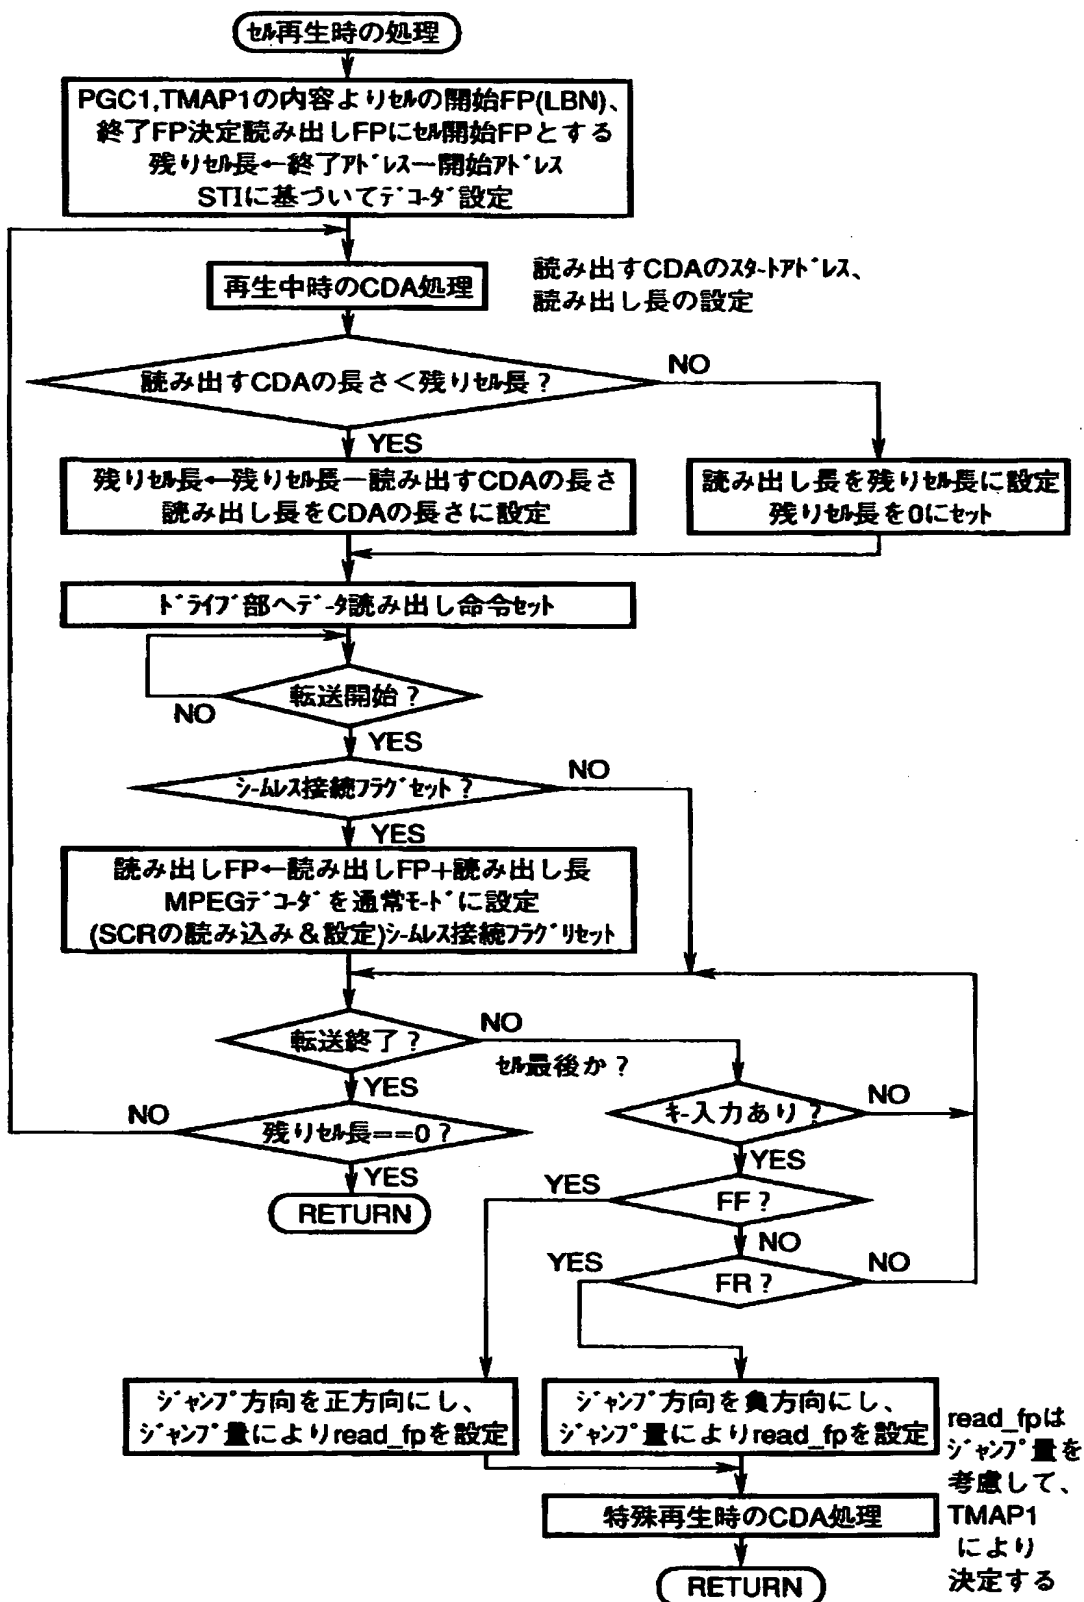 ｾﾙ再生時の処理
PGC1,TMAP1の内容よりｾﾙの開始FP(LBN)、
終了FP決定読み出しFPにｾﾙ開始FPとする
残りｾﾙ長←終了ｱﾄﾞﾚｽー開始ｱﾄﾞﾚｽ
STIに基づいてﾃﾞｺｰﾀﾞ設定
再生中時のCDA処理
読み出すCDAのｽﾀｰﾄｱﾄﾞﾚｽ、
読み出し長の設定
読み出すCDAの長さ＜残りｾﾙ長？
NO
YES
残りｾﾙ長←残りｾﾙ長ー読み出すCDAの長さ
読み出し長をCDAの長さに設定
読み出し長を残りｾﾙ長に設定
残りｾﾙ長を0にｾｯﾄ
ﾄﾞﾗｲﾌﾞ部へﾃﾞｰﾀ読み出し命令ｾｯﾄ
転送開始？
NO
YES
ｼｰﾑﾚｽ接続ﾌﾗｸﾞｾｯﾄ？
NO
YES
読み出しFP←読み出しFP+読み出し長
MPEGﾃﾞｺｰﾀﾞを通常ﾓｰﾄﾞに設定
(SCRの読み込み＆設定)ｼｰﾑﾚｽ接続ﾌﾗｸﾞﾘｾｯﾄ
転送終了？
NO
ｾﾙ最後か？
YES
NO
残りｾﾙ長==0？
YES
RETURN
ｷｰ入力あり？
NO
YES
FF？
YES
NO
FR？
YES
NO
ｼﾞｬﾝﾌﾟ方向を正方向にし、
ｼﾞｬﾝﾌﾟ量によりread_fpを設定
ｼﾞｬﾝﾌﾟ方向を負方向にし、
ｼﾞｬﾝﾌﾟ量によりread_fpを設定
read_fpは
ｼﾞｬﾝﾌﾟ量を
考慮して、
TMAP1
により
決定する
特殊再生時のCDA処理
RETURN